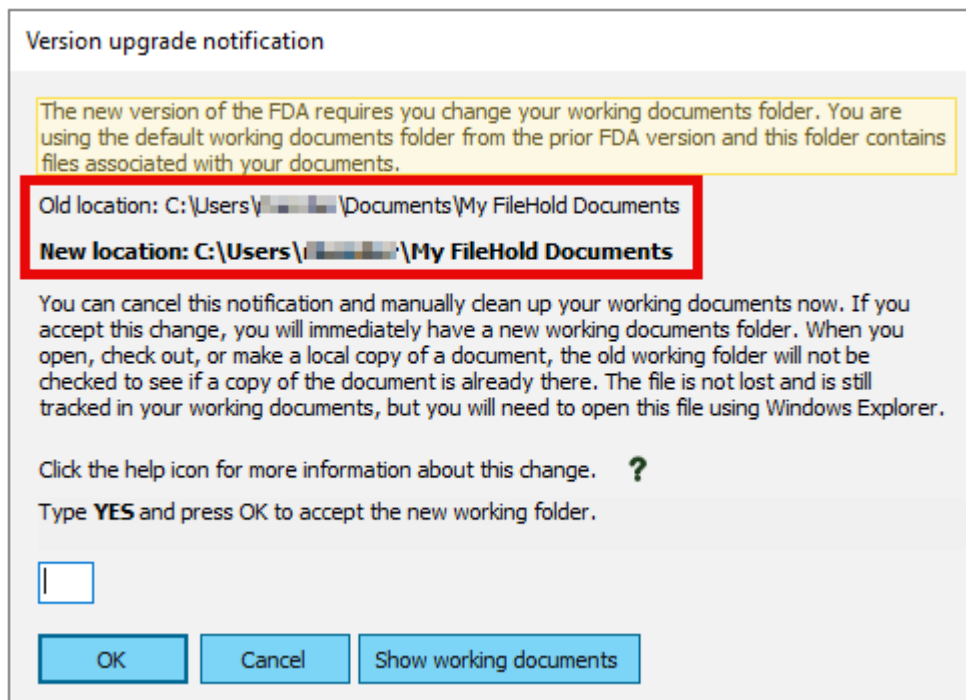 Version upgrade notification
The new version of the FDA requires you change your working documents folder. You are
using the default working documents folder from the prior FDA version and this folder contains
files associated with your documents.
Old location: C:\Users\ \Documents\My FileHold Documents
New location: C:\Users\ \My FileHold Documents
You can cancel this notification and manually clean up your working documents now. If you
accept this change, you will immediately have a new working documents folder. When you
open, check out, or make a local copy of a document, the old working folder will not be
checked to see if a copy of the document is already there. The file is not lost and is still
tracked in your working documents, but you will need to open this file using Windows Explorer.
Click the help icon for more information about this change. ?
Type YES and press OK to accept the new working folder.
OK Cancel Show working documents